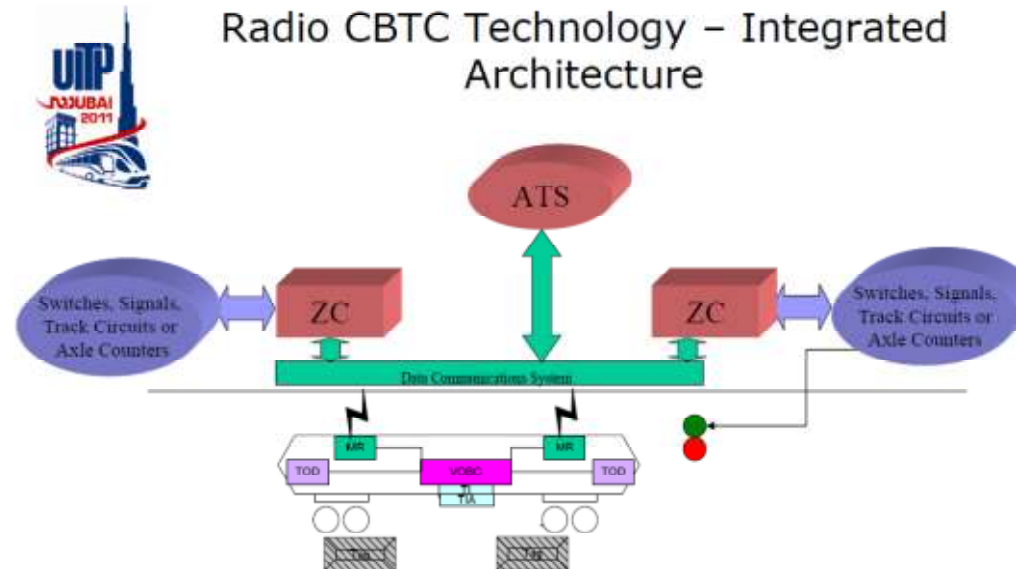 Radio CBTC Technology – Integrated
Architecture
UITP
DUBAI
2011
ATS
Switches, Signals,
Track Circuits or
Axle Counters
ZC
ZC
Switches, Signals,
Track Circuits or
Axle Counters
Data Communications System
MR
MR
TOD
VOBC
TOD
TI
TIA
Tag
Tag